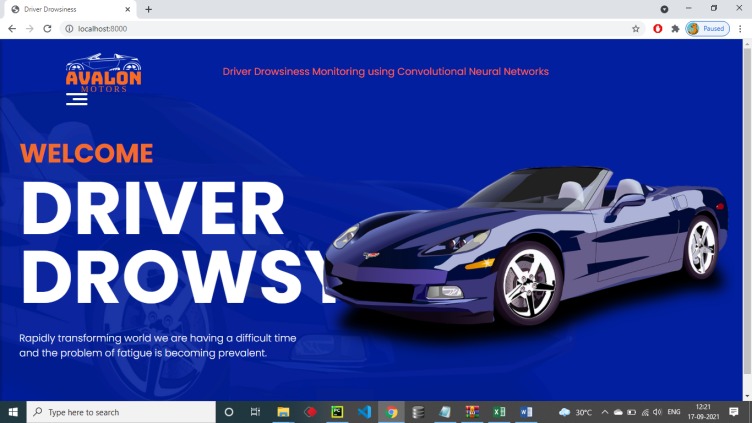 Driver Drowsiness
localhost:8000
Paused
AVALON
MOTORS
Driver Drowsiness Monitoring using Convolutional Neural Networks
WELCOME
DRIVER
DROWSY
Rapidly transforming world we are having a difficult time
and the problem of fatigue is becoming prevalent.
Type here to search
30°C
ENG
12:21
17-09-2021